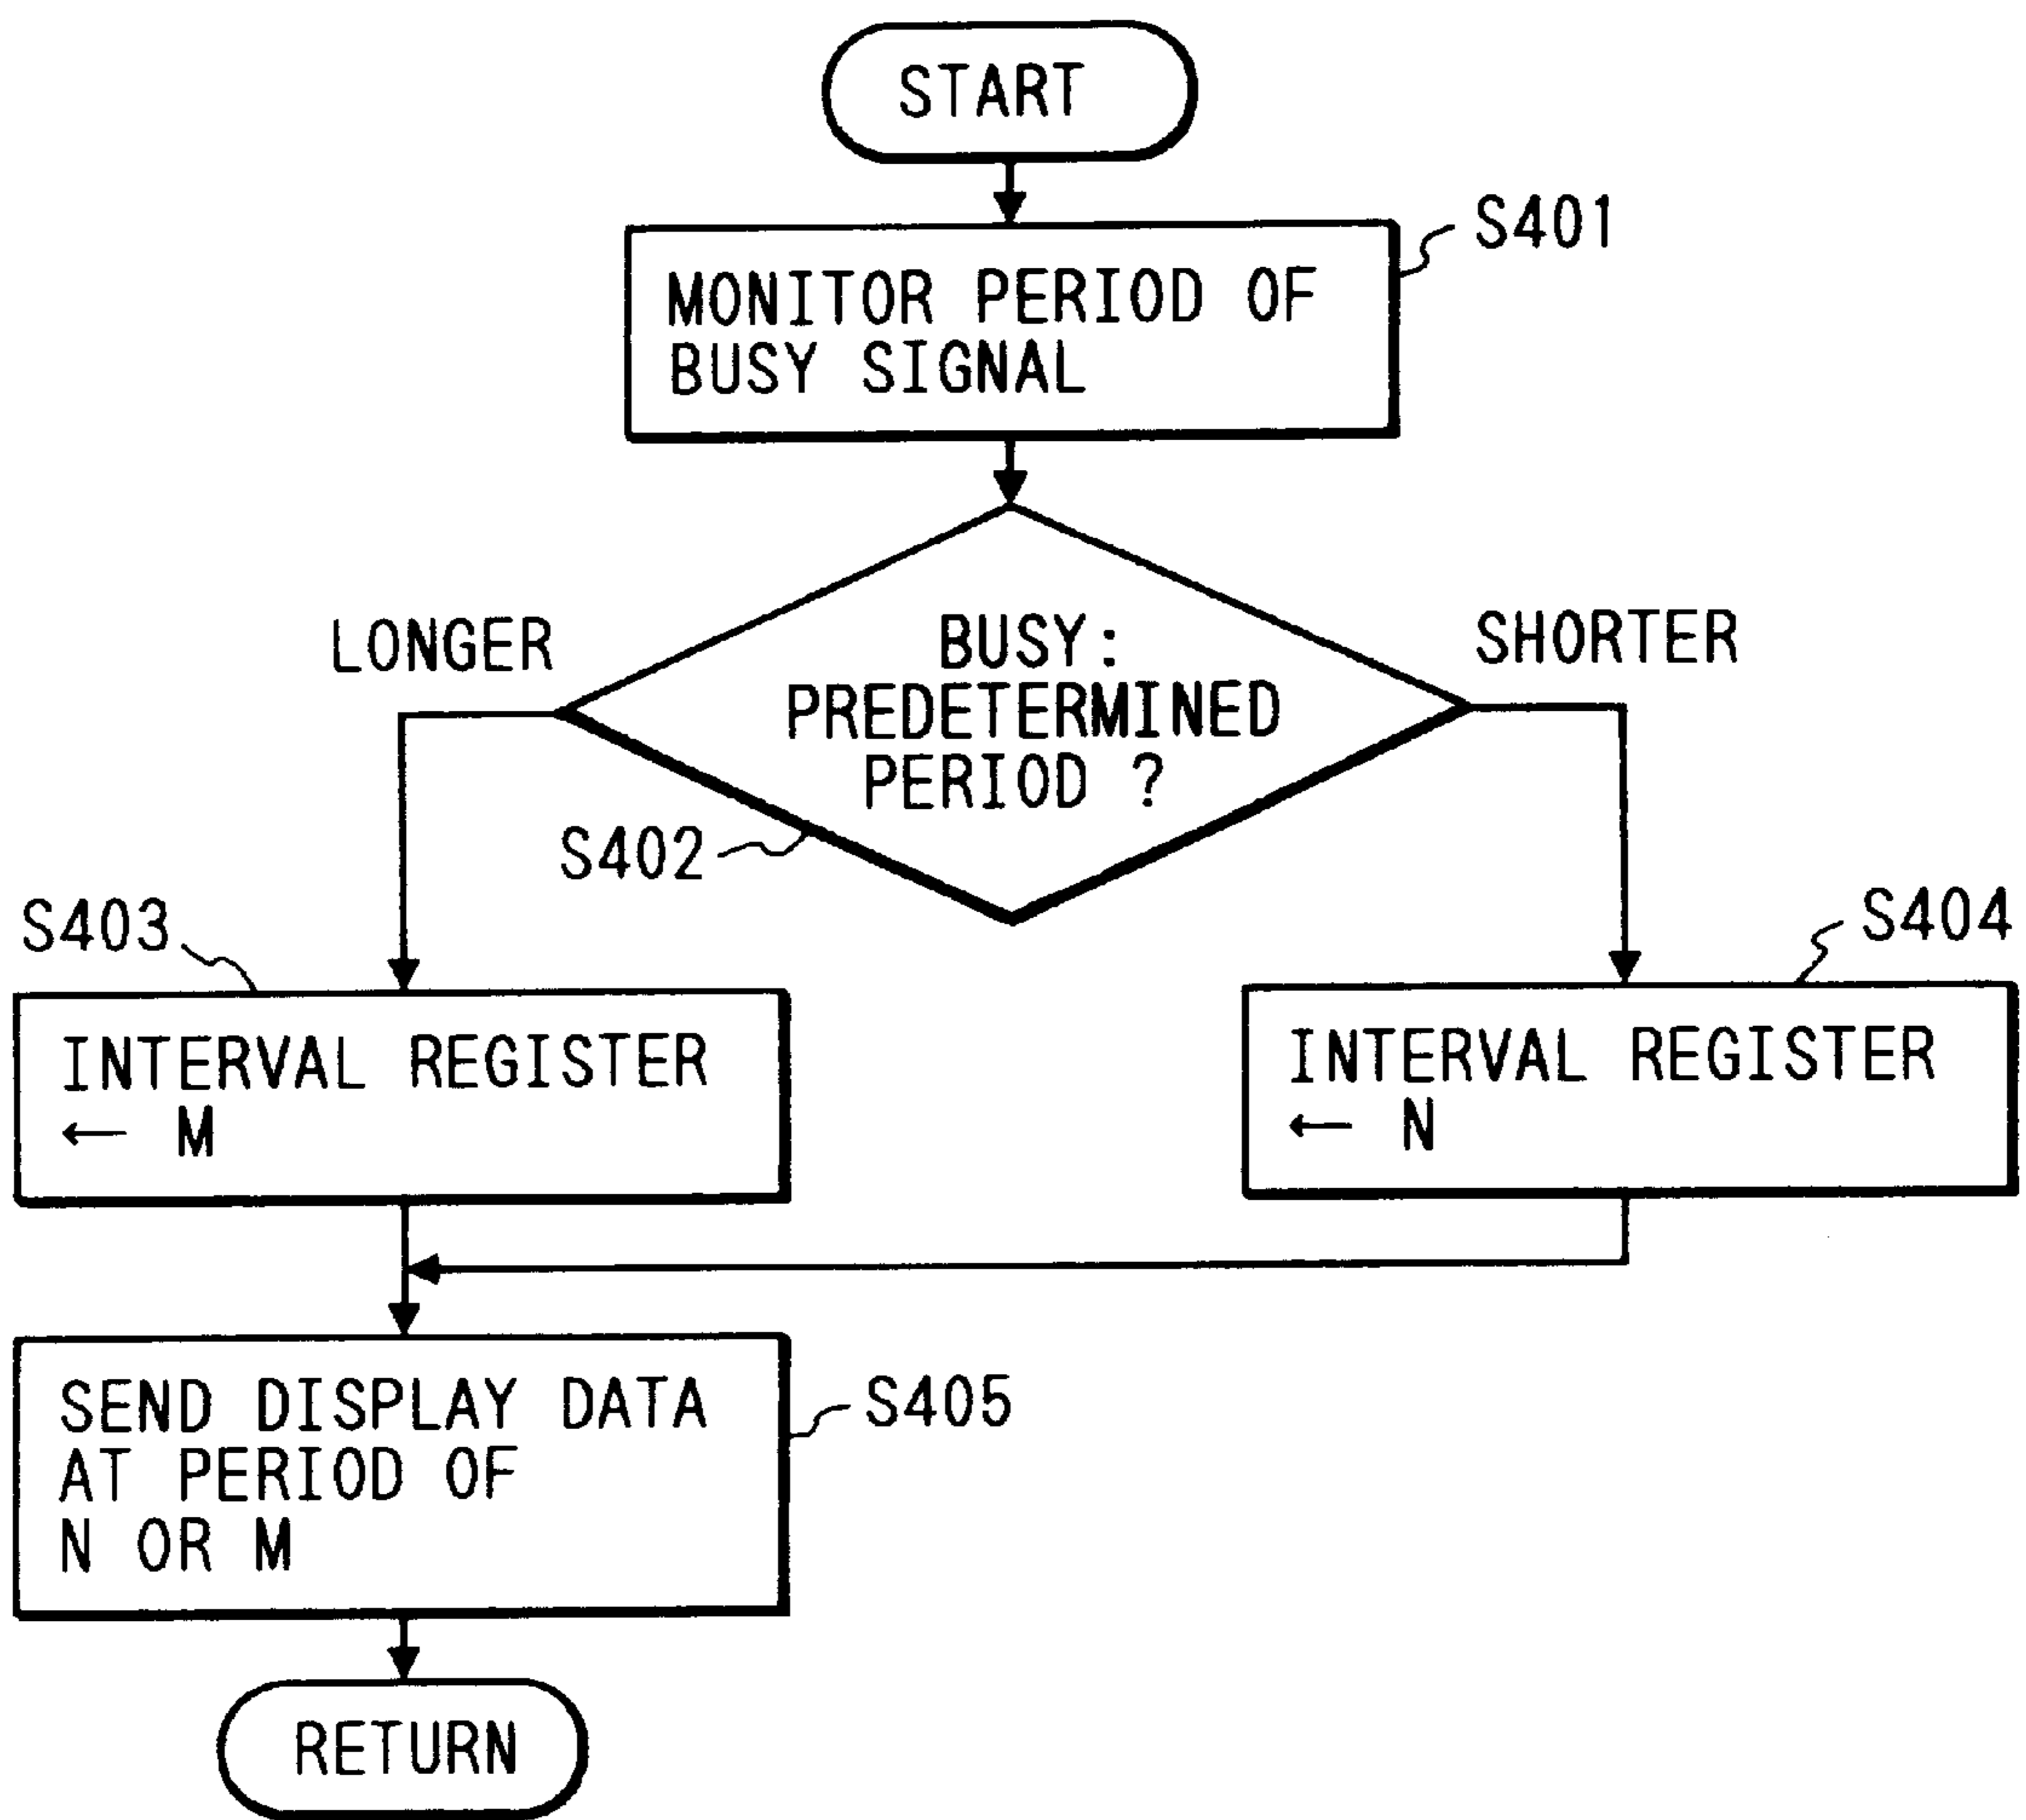 START
S401
MONITOR PERIOD OF
BUSY SIGNAL
LONGER
BUSY:
PREDETERMINED
PERIOD ?
SHORTER
S402
S403
INTERVAL REGISTER
← M
S404
INTERVAL REGISTER
← N
SEND DISPLAY DATA
AT PERIOD OF
N OR M
S405
RETURN